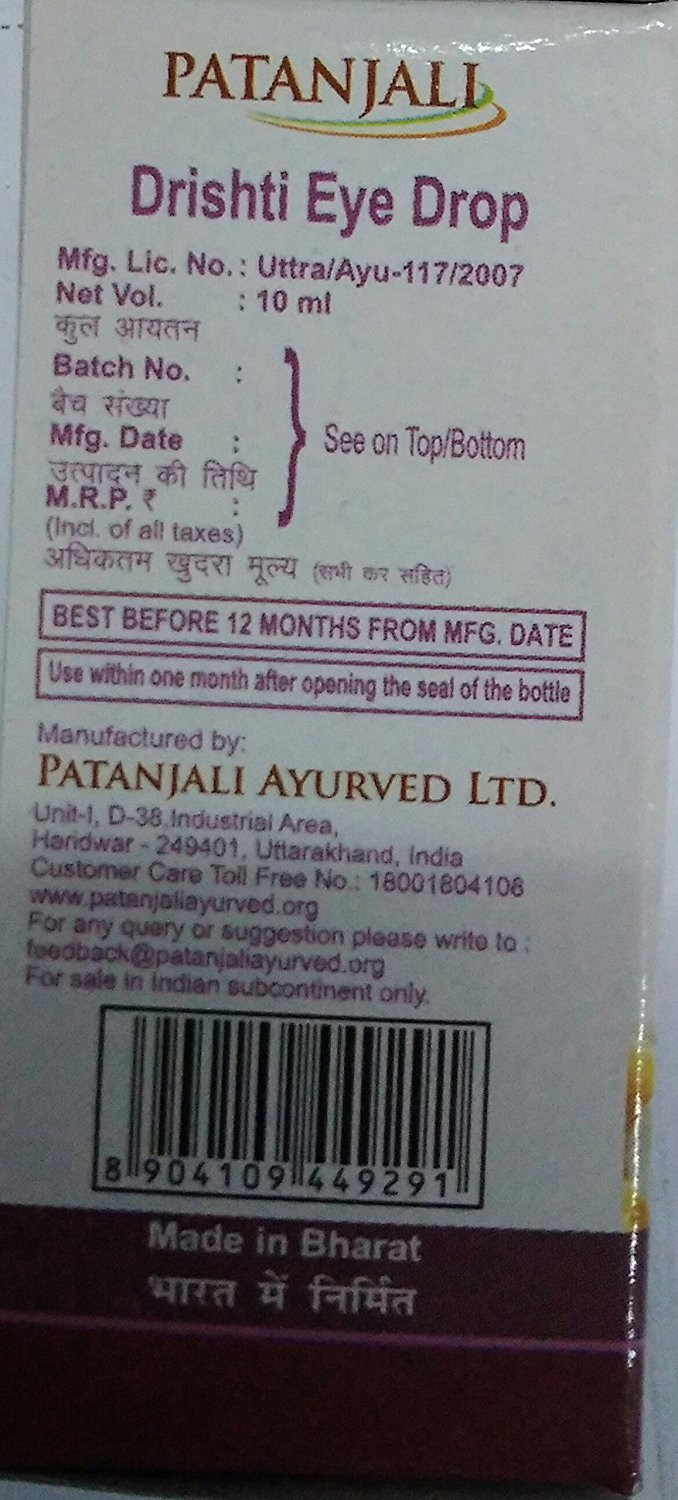 PATANJALI
Drishti Eye Drop
Mfg. Lic. No. : Uttra/Ayu-117/2007
Net Vol. : 10 ml
कुल आयतन
Batch No. :
बैच संख्या
Mfg. Date :
See on Top/Bottom
उत्पादन की तिथि
M.R.P. ₹ :
(Incl. of all taxes)
अधिकतम खुदरा मूल्य (सभी कर सहित)
BEST BEFORE 12 MONTHS FROM MFG. DATE
Use within one month after opening the seal of the bottle
Manufactured by:
PATANJALI AYURVED LTD.
Unit-I, D-38,Industrial Area,
Haridwar - 249401, Uttarakhand, India
Customer Care Toll Free No.: 18001804108
www.patanjaliayurved.org
For any query or suggestion please write to :
feedback@patanjaliayurved.org
For sale in Indian subcontinent only.
8 904109 449291
Made in Bharat
भारत में निर्मित